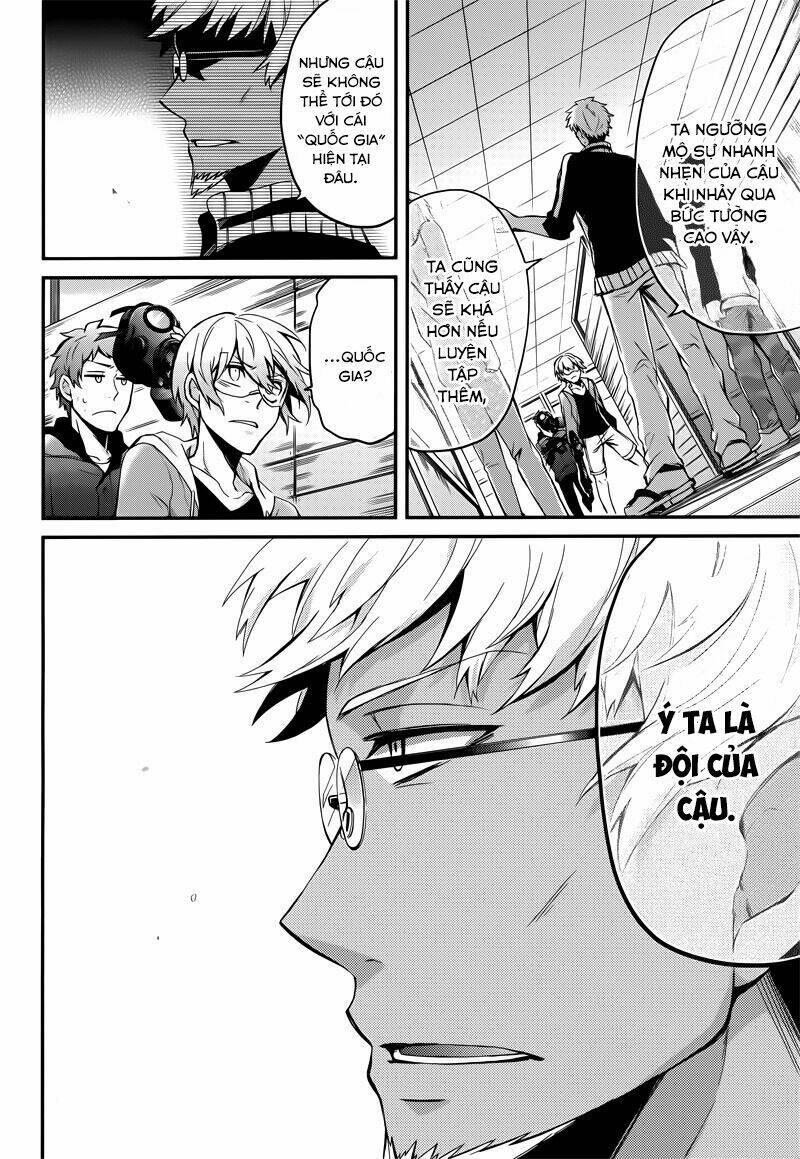 TA NGƯỠNG
MỘ SỰ NHANH
NHẸN CỦA CẬU
KHI NHẢY QUA
BỨC TƯỜNG
CAO VẬY.
TA CŨNG
THẤY CẬU
SẼ KHÁ
HƠN NẾU
LUYỆN
TẬP
THÊM,
NHƯNG CẬU
SẼ KHÔNG
THỂ TỚI ĐÓ
VỚI CÁI
“QUỐC GIA”
HIỆN TẠI
ĐÂU.
...QUỐC
GIA?
Ý TA LÀ
ĐỘI CỦA
CẬU.